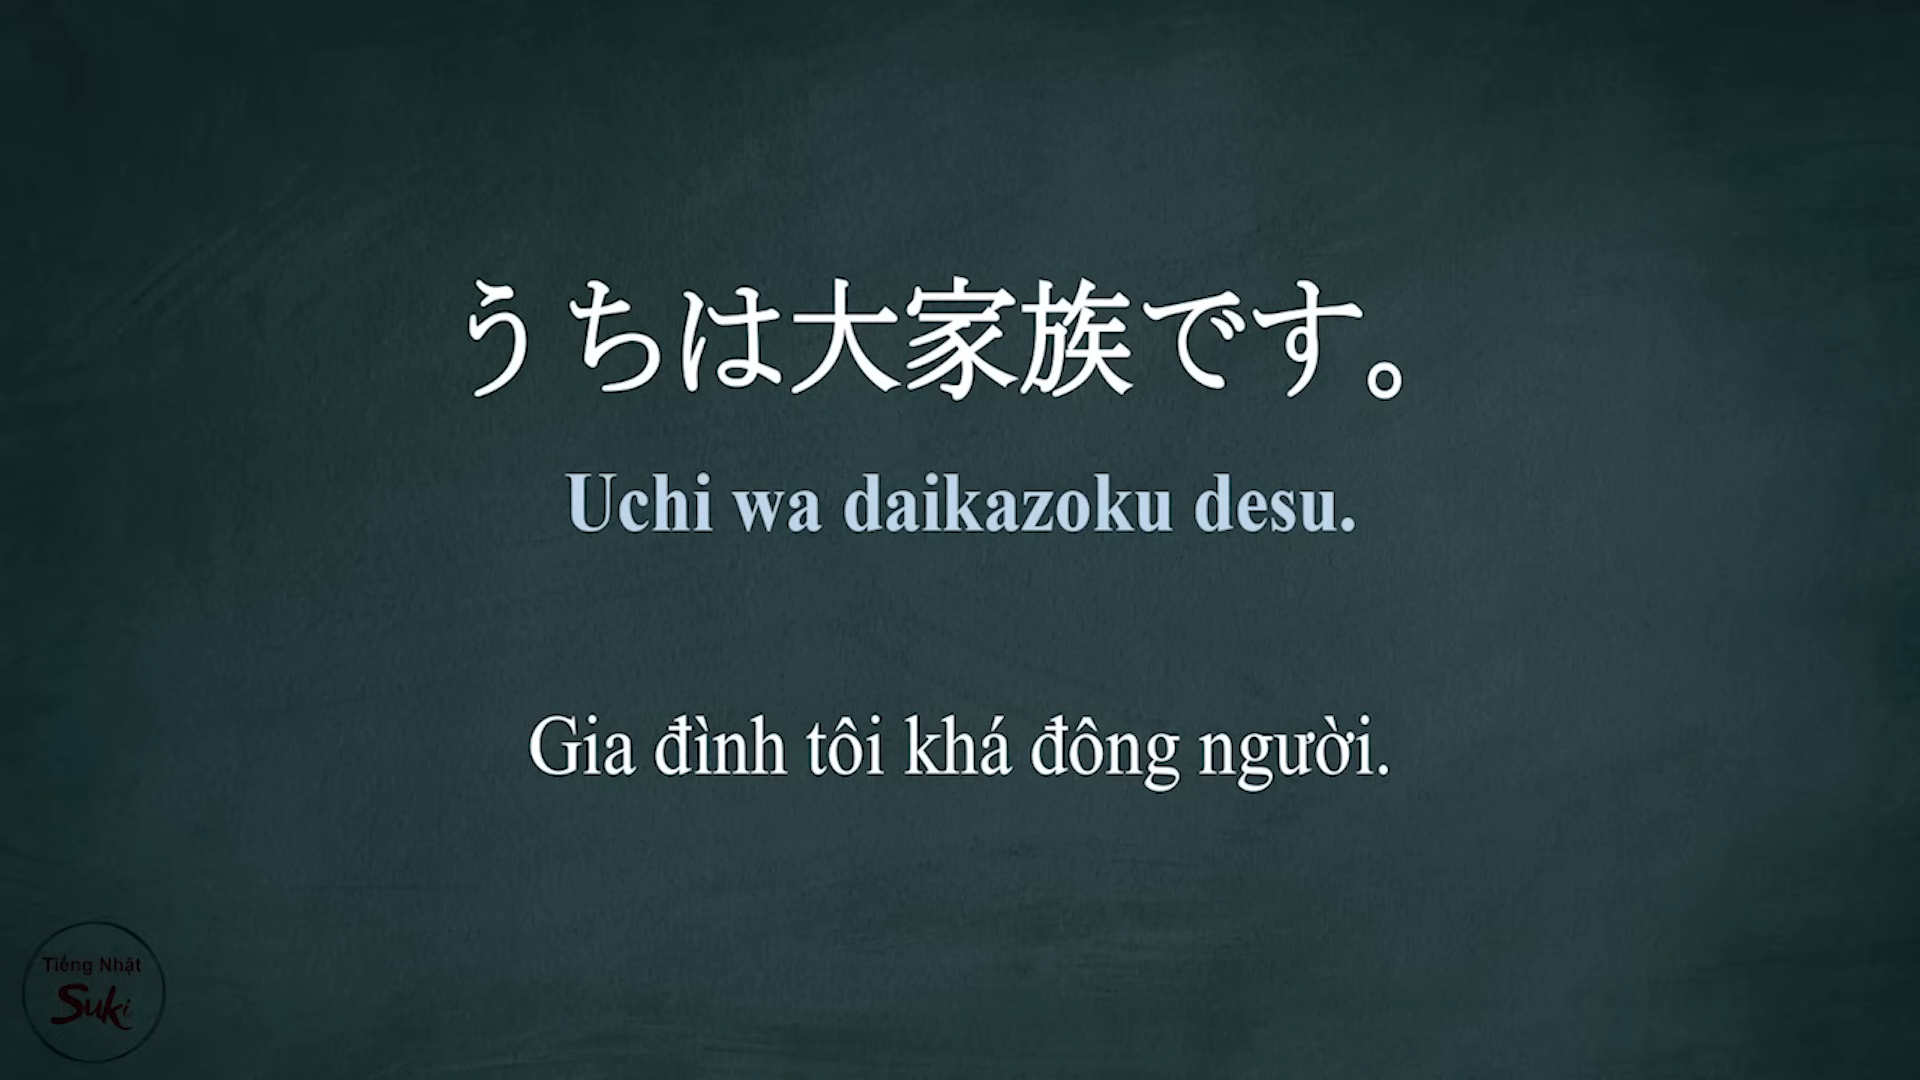 うちは大家族です。
Uchi wa daikazoku desu.
Gia đình tôi khá đông người.
Tiếng Nhật
Suki